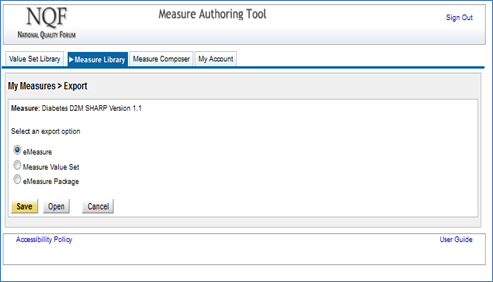 NQF
NATIONAL QUALITY FORUM
Measure Authoring Tool
Sign Out
Value Set Library
Measure Library
Measure Composer
My Account
My Measures > Export
Measure: Diabetes D2M SHARP Version 1.1
Select an export option
eMeasure
Measure Value Set
eMeasure Package
Save Open Cancel
Accessibility Policy
User Guide